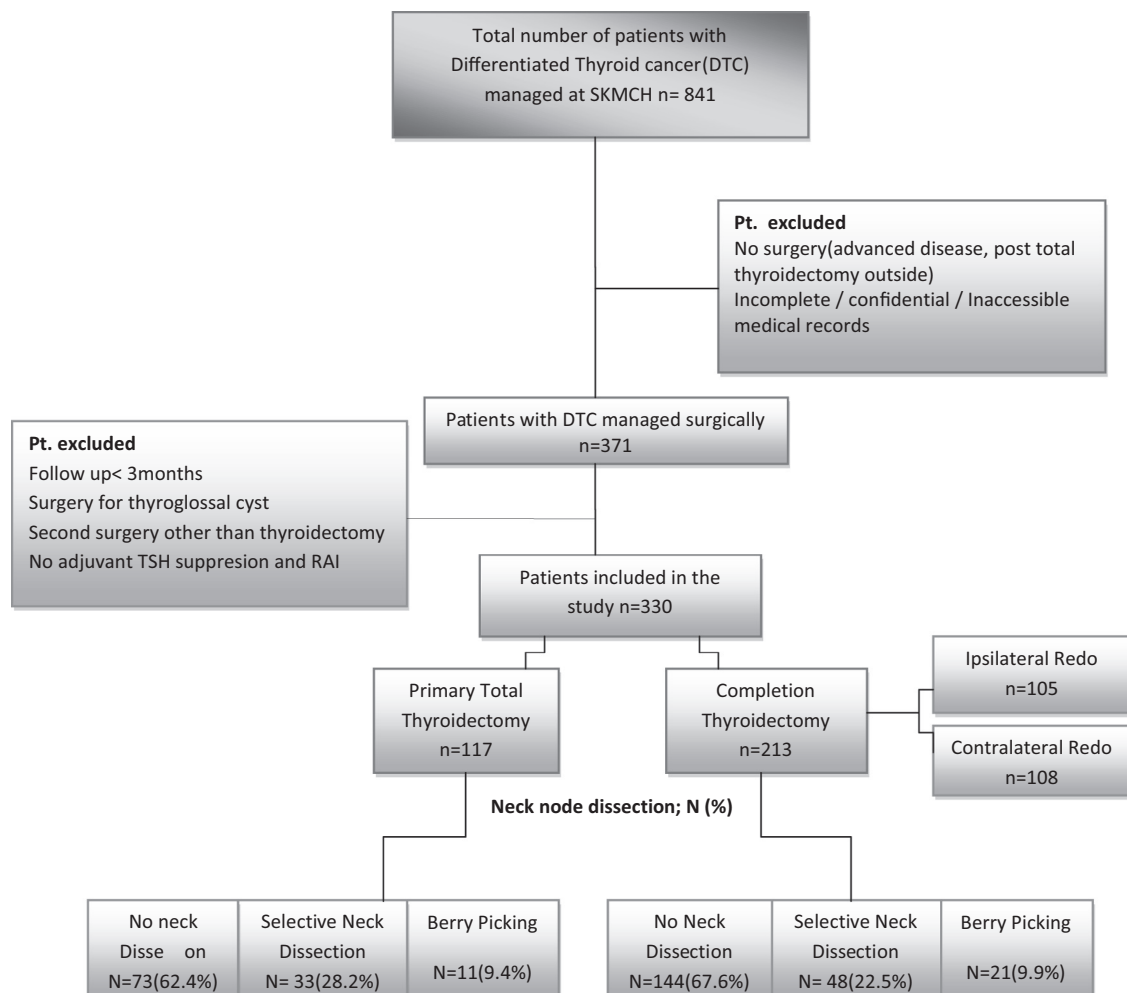 Total number of patients with
Differentiated Thyroid cancer(DTC)
managed at SKMCH n= 841
Pt. excluded
No surgery(advanced disease, post total
thyroidectomy outside)
Incomplete / confidential / Inaccessible
medical records
Patients with DTC managed surgically
n=371
Pt. excluded
Follow up< 3months
Surgery for thyroglossal cyst
Second surgery other than thyroidectomy
No adjuvant TSH suppresion and RAI
Patients included in the
study n=330
Primary Total
Thyroidectomy
n=117
Completion
Thyroidectomy
n=213
Ipsilateral Redo
n=105
Contralateral Redo
n=108
Neck node dissection; N (%)
No neck
Disse on
N=73(62.4%)
Selective Neck
Dissection
N= 33(28.2%)
Berry Picking
N=11(9.4%)
No Neck
Dissection
N=144(67.6%)
Selective Neck
Dissection
N= 48(22.5%)
Berry Picking
N=21(9.9%)